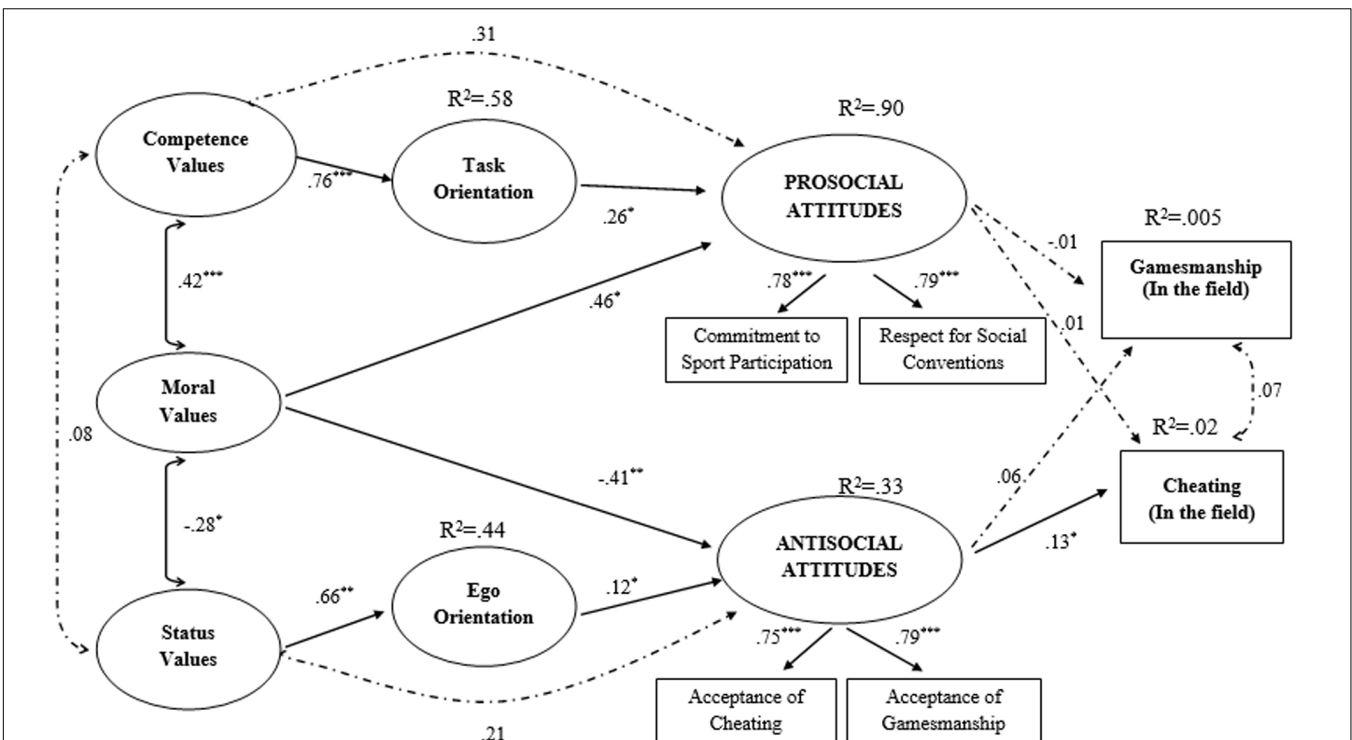 .31
R²=.58
R²=.90
Competence
Values
Task
Orientation
.76***
.26*
PROSOCIAL
ATTITUDES
R²=.005
-.01
Gamesmanship
(In the field)
.42***
.46*
.78***
.79***
.01
Commitment to
Sport Participation
Respect for Social
Conventions
Moral
Values
.07
.08
R²=.02
-.41**
.06
Cheating
(In the field)
R²=.33
-.28*
R²=.44
ANTISOCIAL
ATTITUDES
.13*
.66**
Ego
Orientation
.12*
Status
Values
.75***
.79***
Acceptance of
Cheating
Acceptance of
Gamesmanship
.21